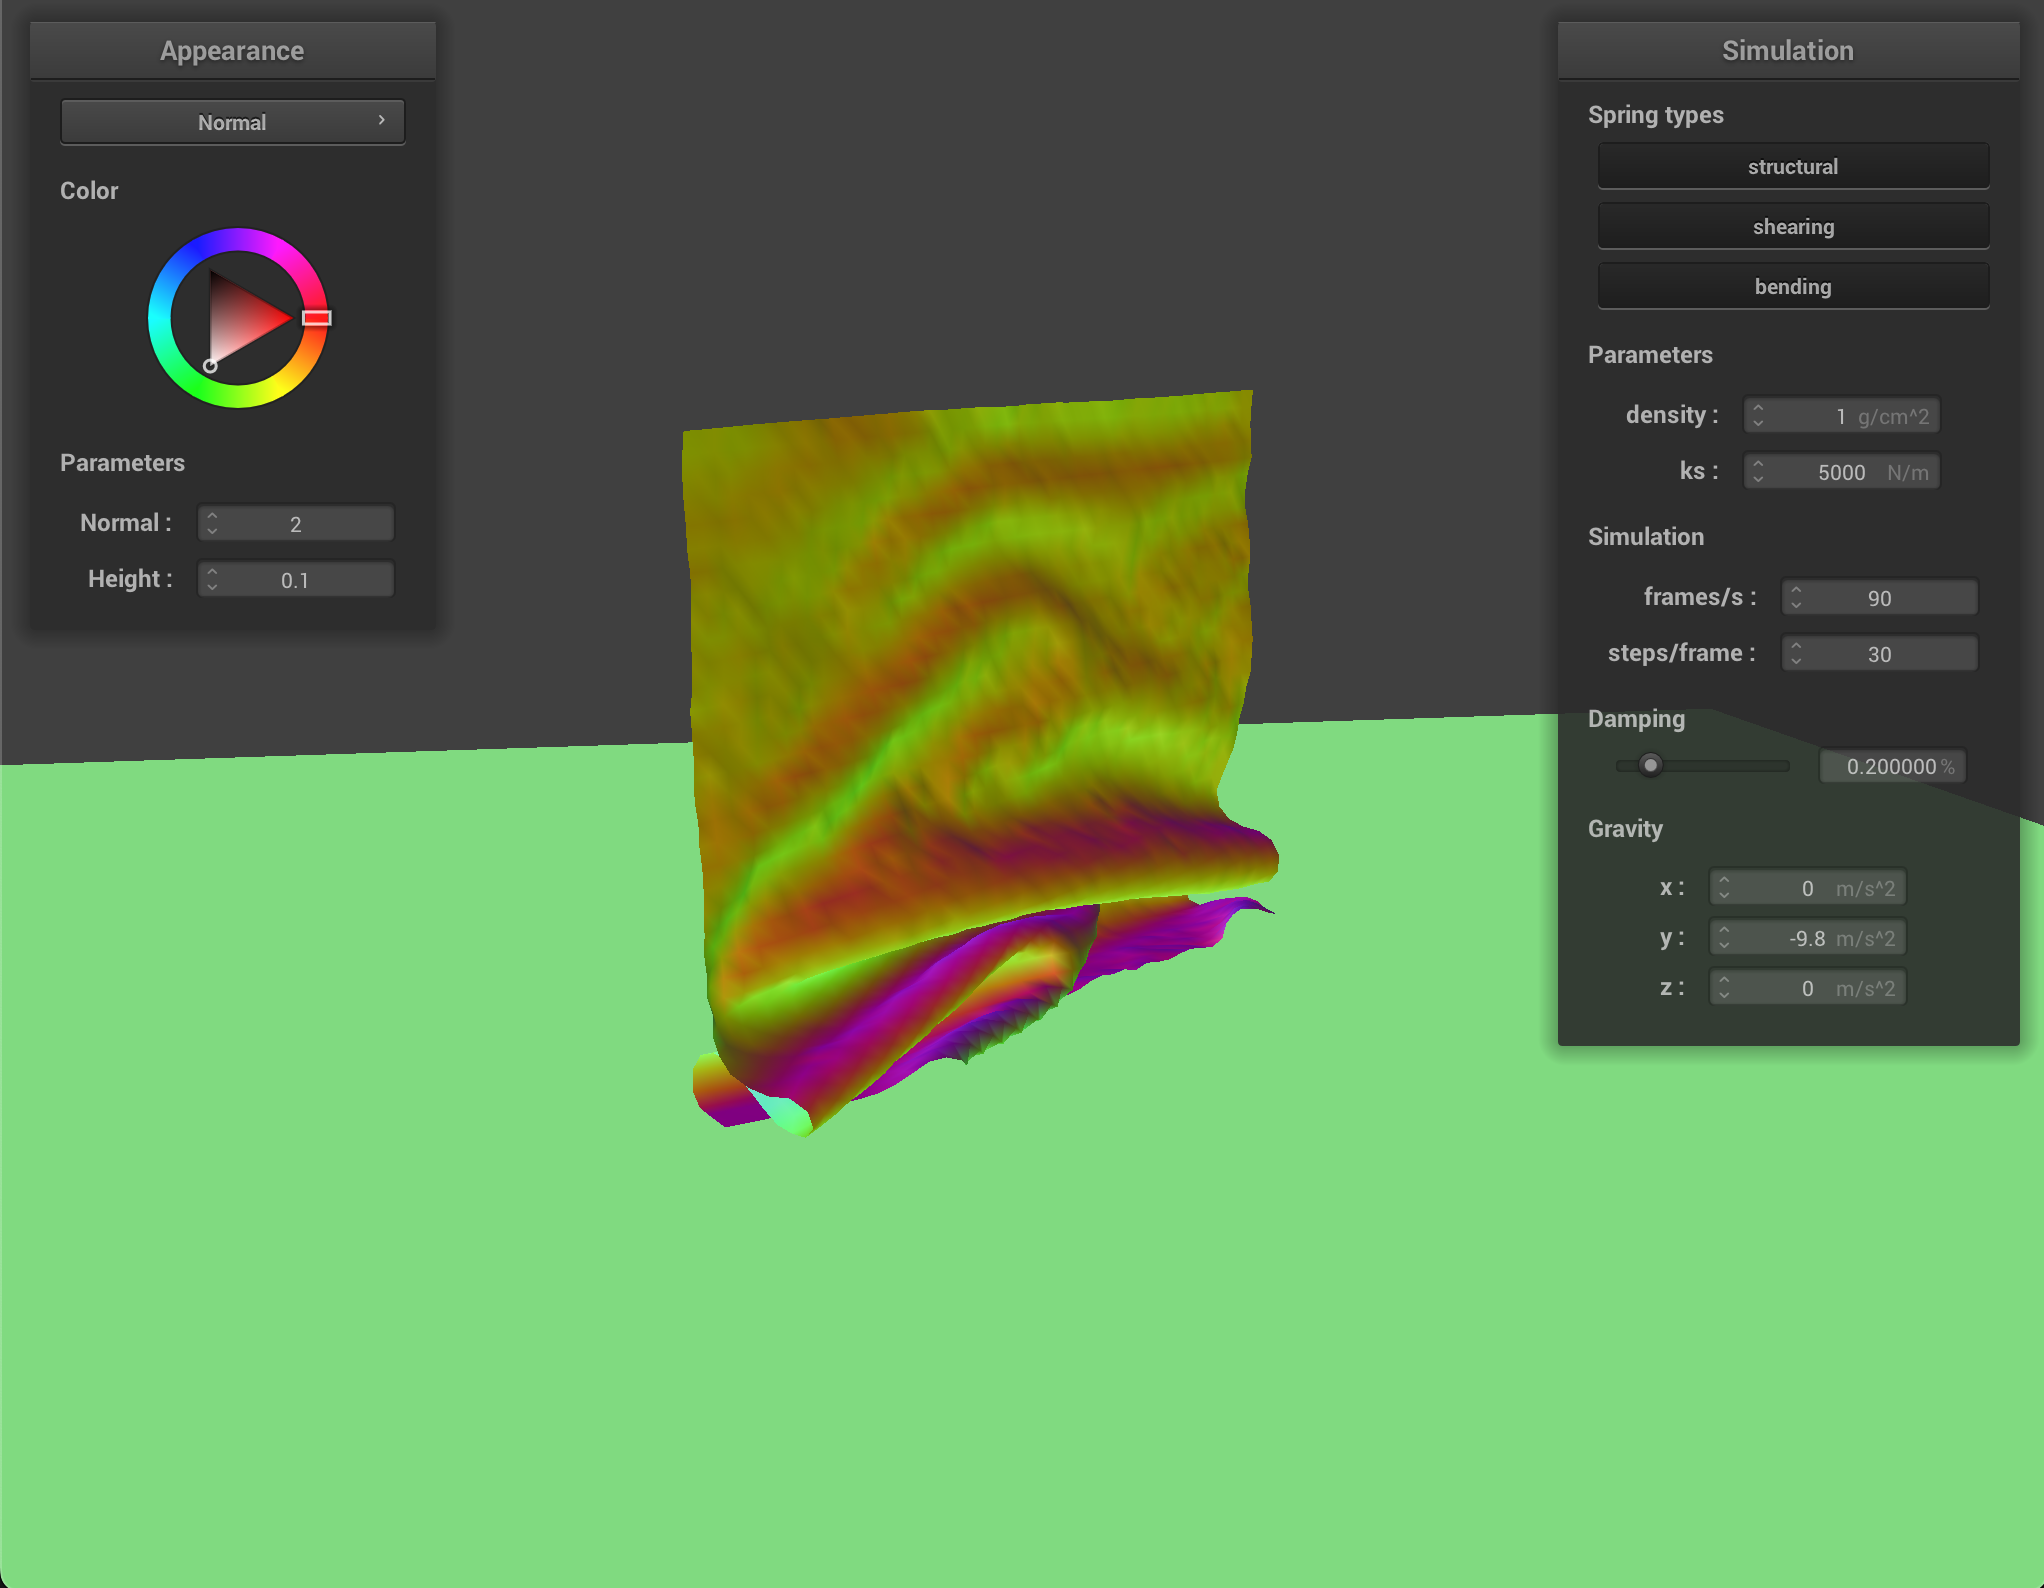 Appearance
Normal
Color
Parameters
Normal : 2
Height : 0.1
Simulation
Spring types
structural
shearing
bending
Parameters
density : 1 g/cm^2
ks : 5000 N/m
Simulation
frames/s : 90
steps/frame : 30
Damping
0.200000 %
Gravity
x : 0 m/s^2
y : -9.8 m/s^2
z : 0 m/s^2